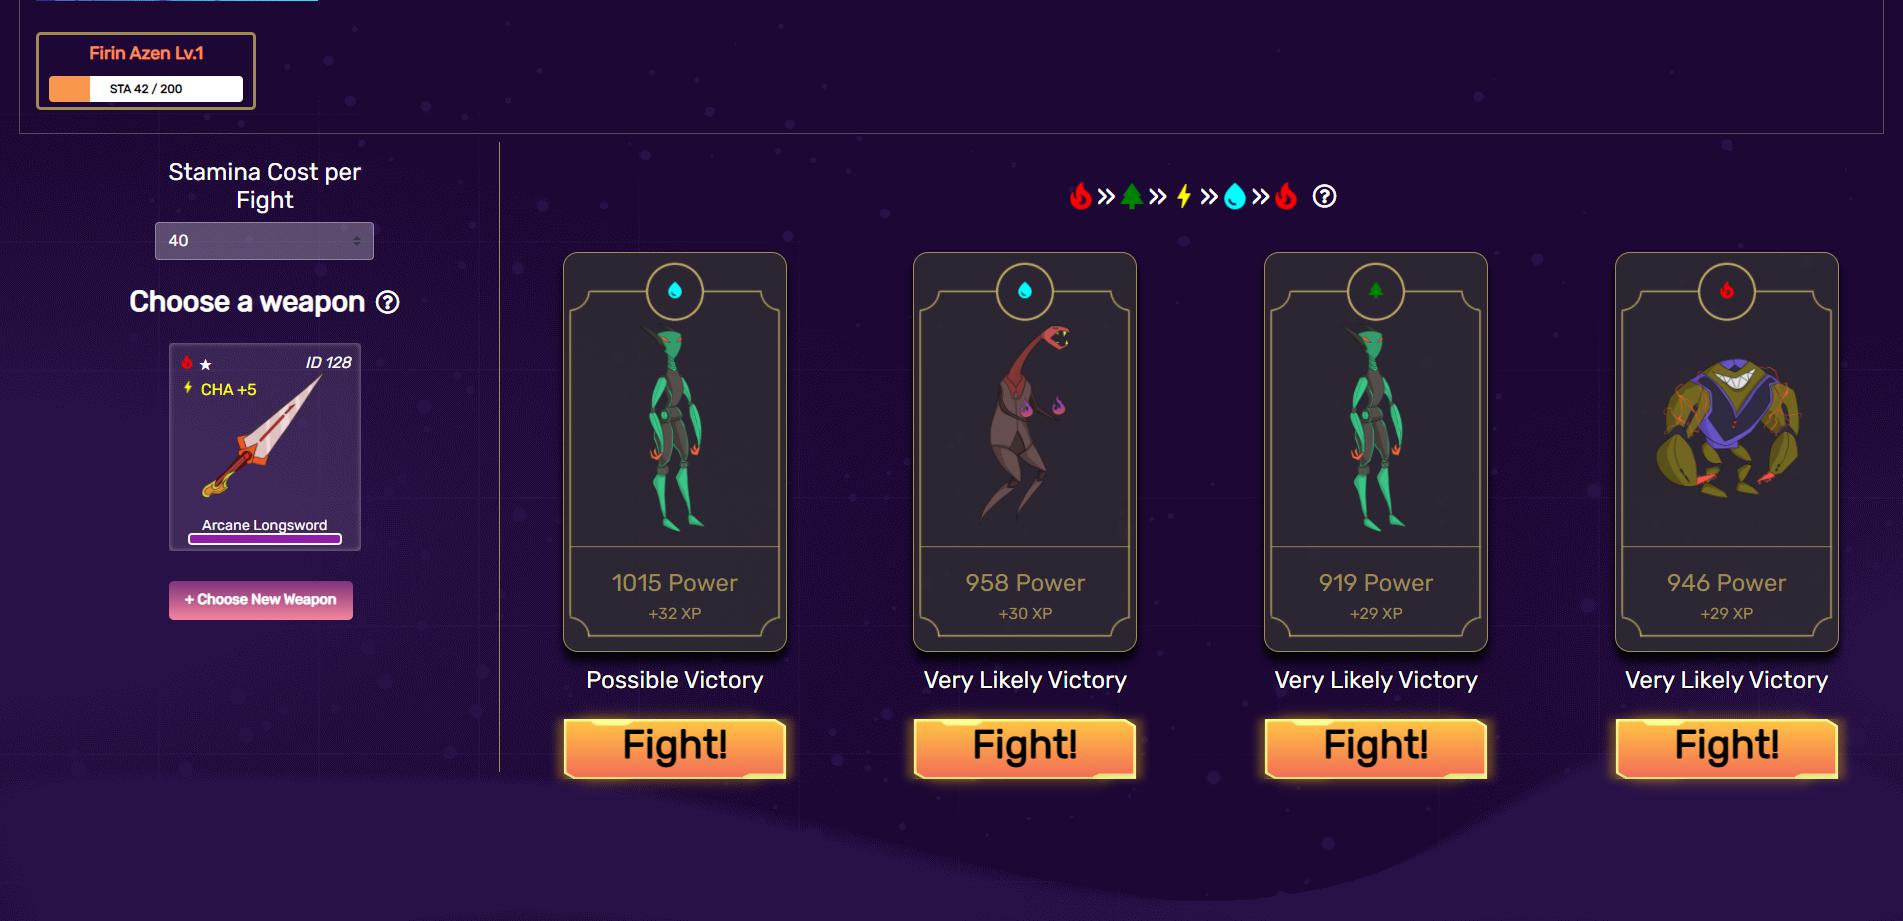 Firin Azen Lv.1
STA 42 / 200
Stamina Cost per
Fight
40
Choose a weapon ?
ID 128
CHA +5
Arcane Longsword
+ Choose New Weapon
» » » » ?
1015 Power
+32 XP
Possible Victory
Fight!
958 Power
+30 XP
Very Likely Victory
Fight!
919 Power
+29 XP
Very Likely Victory
Fight!
946 Power
+29 XP
Very Likely Victory
Fight!